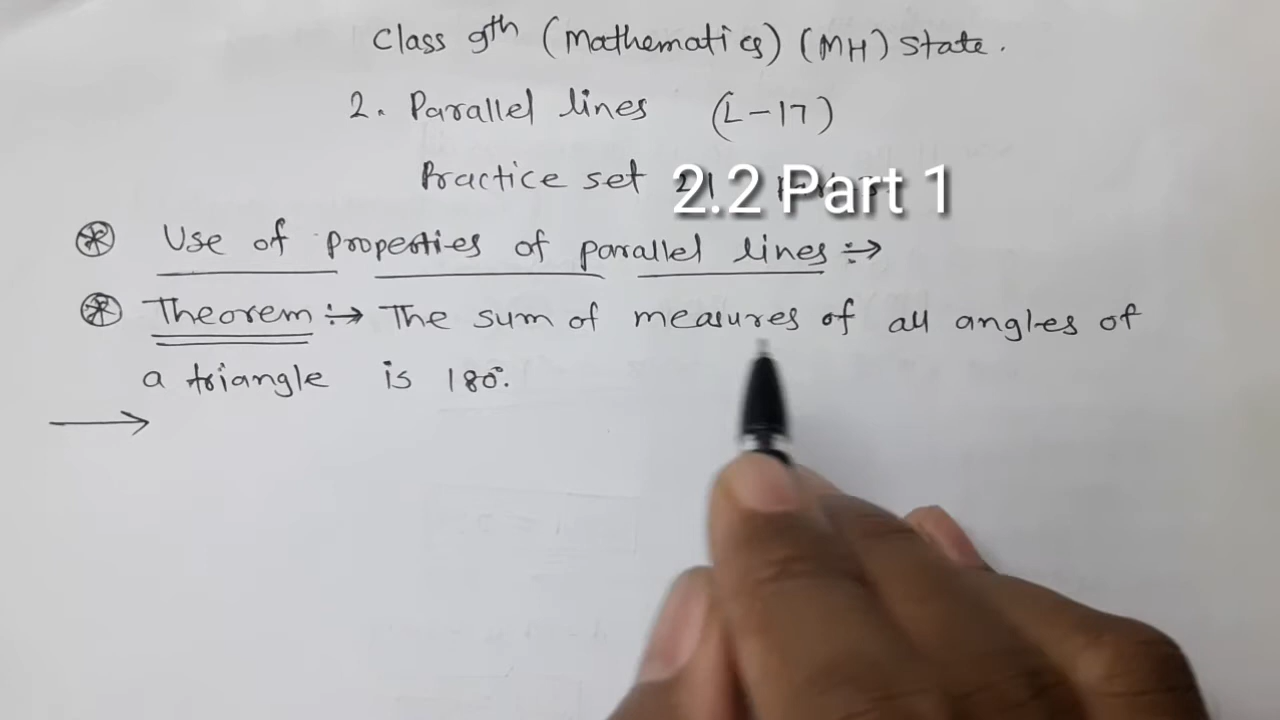 Class 9th (Mathematics) (MH) State.
2. Parallel lines (L-17)
Practice set 2.2 Part 1
Use of properties of parallel lines :→
Theorem :→ The sum of measures of all angles of
a triangle is 180°.